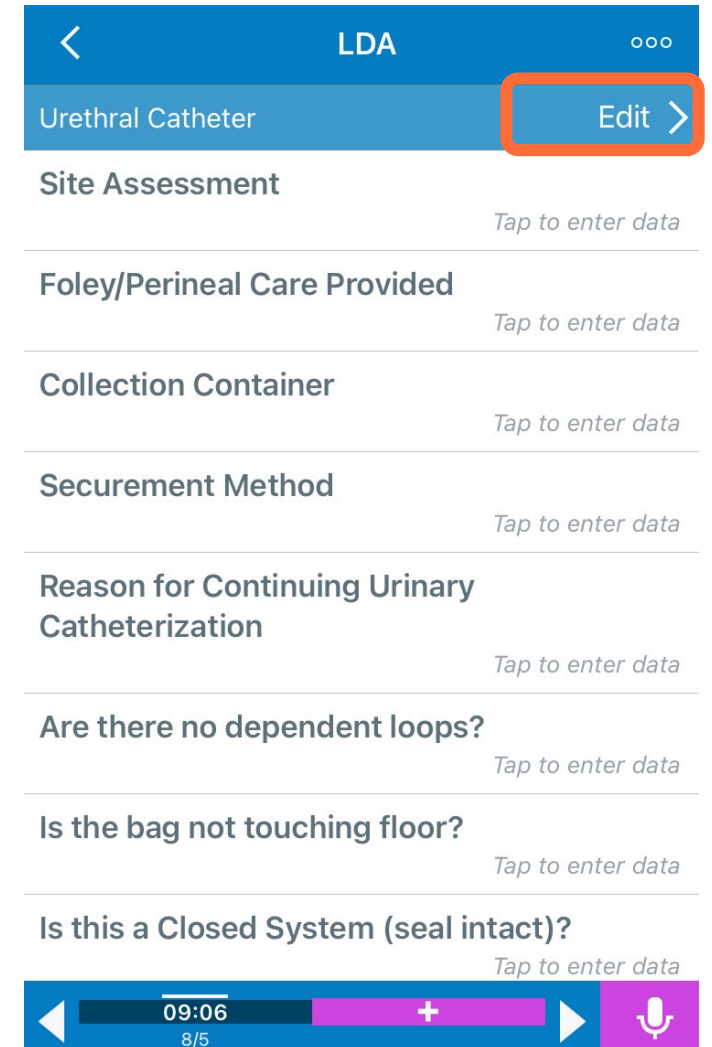 LDA
Urethral Catheter
Edit
Site Assessment
Tap to enter data
Foley/Perineal Care Provided
Tap to enter data
Collection Container
Tap to enter data
Securement Method
Tap to enter data
Reason for Continuing Urinary
Catheterization
Tap to enter data
Are there no dependent loops?
Tap to enter data
Is the bag not touching floor?
Tap to enter data
Is this a Closed System (seal intact)?
Tap to enter data
09:06
+
8/5